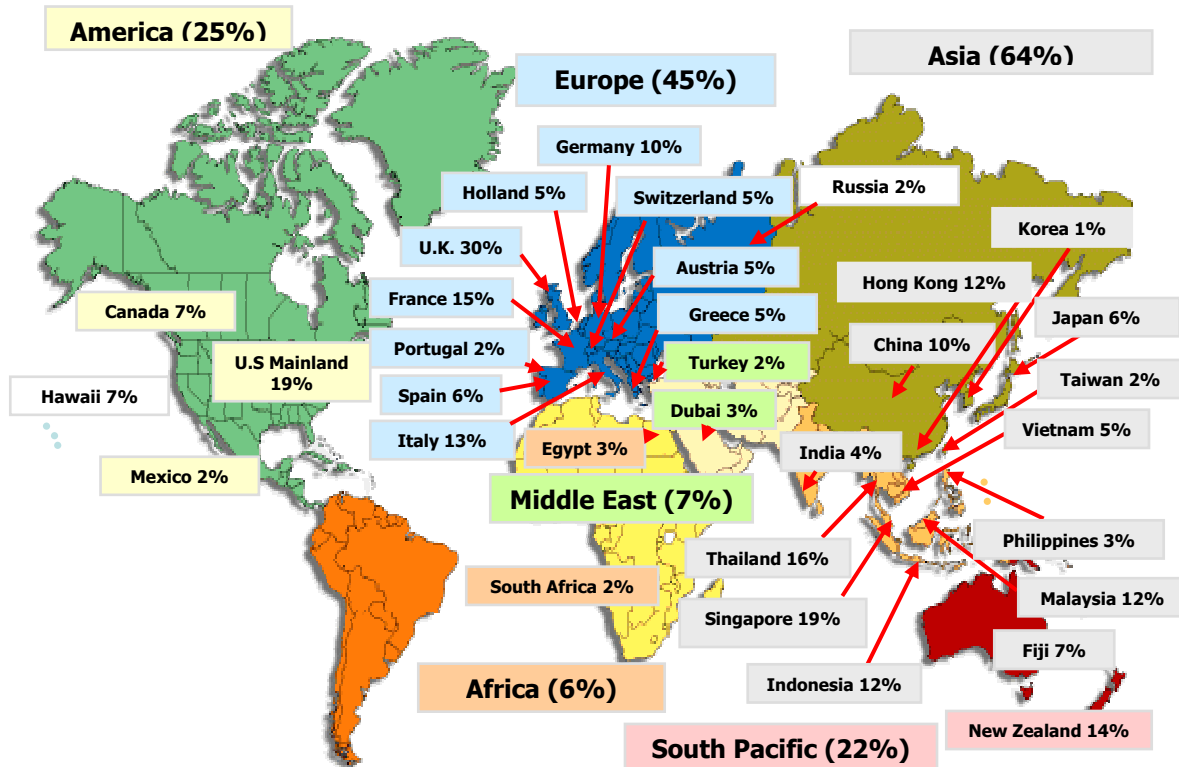 America (25%)
Asia (64%)
Europe (45%)
Germany 10%
Holland 5%
Switzerland 5%
Russia 2%
Korea 1%
U.K. 30%
Austria 5%
Hong Kong 12%
France 15%
Greece 5%
Japan 6%
Canada 7%
Portugal 2%
Turkey 2%
China 10%
U.S Mainland
19%
Taiwan 2%
Hawaii 7%
Spain 6%
Dubai 3%
Vietnam 5%
Italy 13%
Egypt 3%
India 4%
Mexico 2%
Middle East (7%)
Philippines 3%
Thailand 16%
South Africa 2%
Malaysia 12%
Singapore 19%
Fiji 7%
Africa (6%)
Indonesia 12%
New Zealand 14%
South Pacific (22%)